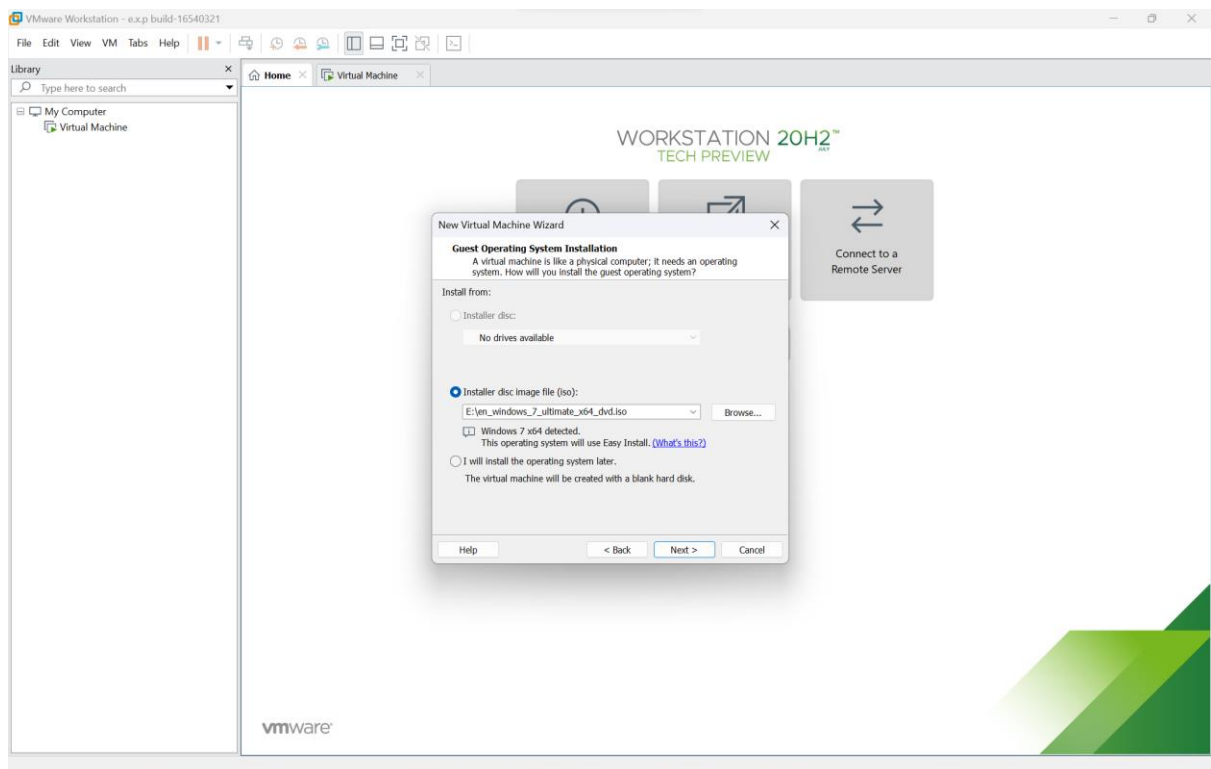 VMware Workstation - e.x.p build-16540321
File Edit View VM Tabs Help
Library
Type here to search
My Computer
Virtual Machine
Home
Virtual Machine
WORKSTATION 20H2™
JULY
TECH PREVIEW
Connect to a
Remote Server
New Virtual Machine Wizard
Guest Operating System Installation
A virtual machine is like a physical computer; it needs an operating
system. How will you install the guest operating system?
Install from:
Installer disc:
No drives available
Installer disc image file (iso):
E:\en_windows_7_ultimate_x64_dvd.iso
Browse...
Windows 7 x64 detected.
This operating system will use Easy Install. (What's this?)
I will install the operating system later.
The virtual machine will be created with a blank hard disk.
Help < Back Next > Cancel
vmware